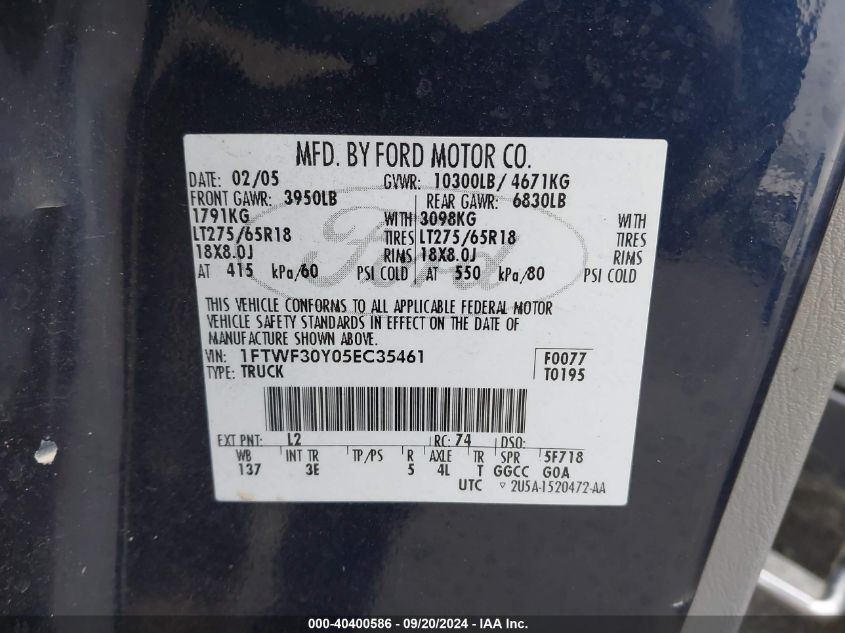 MFD. BY FORD MOTOR CO.
DATE: 02/05 GVWR: 10300LB/ 4671KG
FRONT GAWR: 3950LB REAR GAWR: 6830LB
1791KG WITH 3098KG WITH
LT275/65R18 TIRES LT275/65R18 TIRES
18X8.0J RIMS 18X8.0J RIMS
AT 415 kPa/60 PSI COLD AT 550 kPa/80 PSI COLD
THIS VEHICLE CONFORMS TO ALL APPLICABLE FEDERAL MOTOR
VEHICLE SAFETY STANDARDS IN EFFECT ON THE DATE OF
MANUFACTURE SHOWN ABOVE.
VIN: 1FTWF30Y05EC35461 F0077
TYPE: TRUCK T0195
EXT PNT: L2 RC: 74 DSO:
WB INT TR TP/PS R AXLE TR SPR 5F718
137 3E 5 4L T GGCC G0A
UTC ▽ 2U5A-1520472-AA
Ford
000-40400586 - 09/20/2024 - IAA Inc.